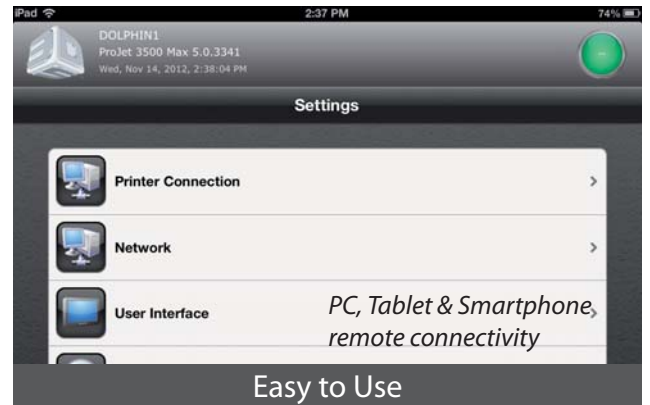 iPad 2:37 PM 74%
DOLPHIN1
ProJet 3500 Max 5.0.3341
Wed, Nov 14, 2012, 2:38:04 PM
Settings
Printer Connection
Network
User Interface
PC, Tablet & Smartphone
remote connectivity
Easy to Use